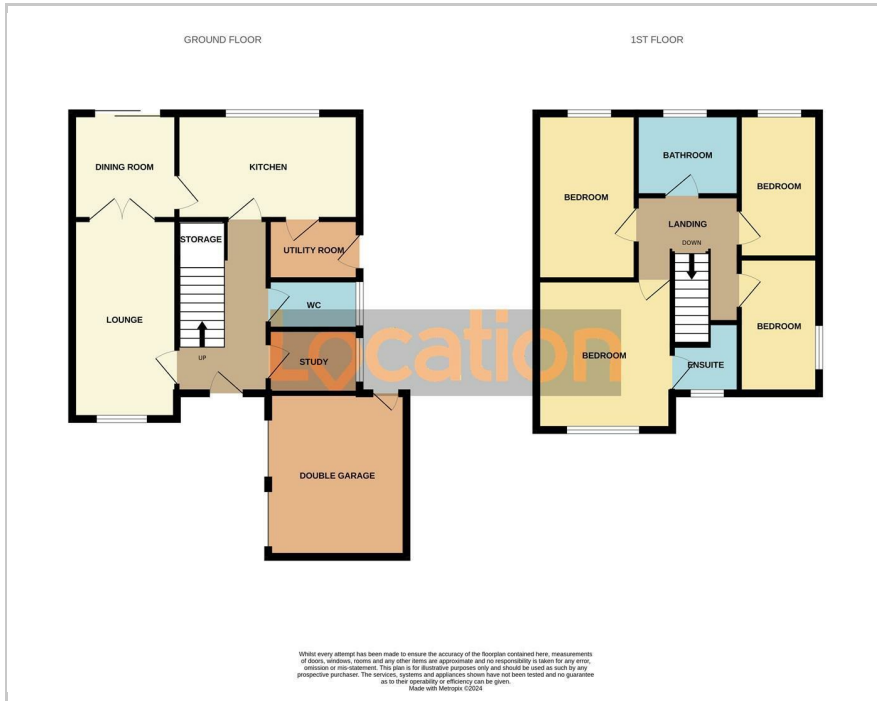 GROUND FLOOR
1ST FLOOR
DINING ROOM
KITCHEN
STORAGE
UTILITY ROOM
LOUNGE
WC
UP
STUDY
DOUBLE GARAGE
BEDROOM
BATHROOM
BEDROOM
LANDING
DOWN
BEDROOM
BEDROOM
ENSUITE
Location
Whilst every attempt has been made to ensure the accuracy of the floorplan contained here, measurements
of doors, windows, rooms and any other items are approximate and no responsibility is taken for any error,
omission or mis-statement. This plan is for illustrative purposes only and should be used as such by any
prospective purchaser. The services, systems and appliances shown have not been tested and no guarantee
as to their operability or efficiency can be given.
Made with Metropix ©2024